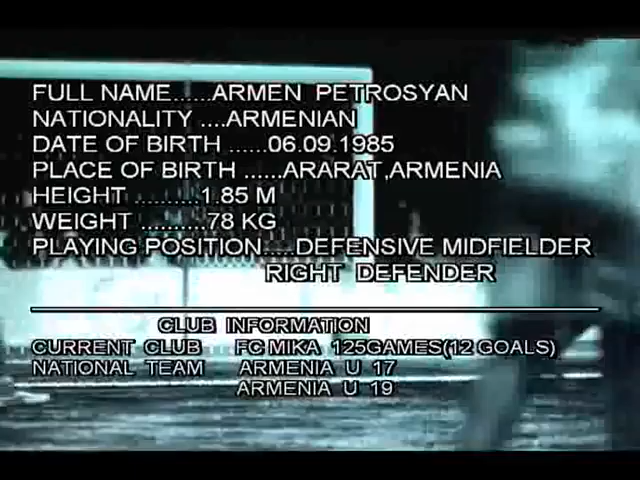 FULL NAME......ARMEN PETROSYAN
NATIONALITY ....ARMENIAN
DATE OF BIRTH ......06.09.1985
PLACE OF BIRTH ......ARARAT,ARMENIA
HEIGHT ..........1.85 M
WEIGHT ..........78 KG
PLAYING POSITION.....DEFENSIVE MIDFIELDER
RIGHT DEFENDER
CLUB INFORMATION
CURRENT CLUB FC MIKA 125GAMES(12 GOALS)
NATIONAL TEAM ARMENIA U 17
ARMENIA U 19